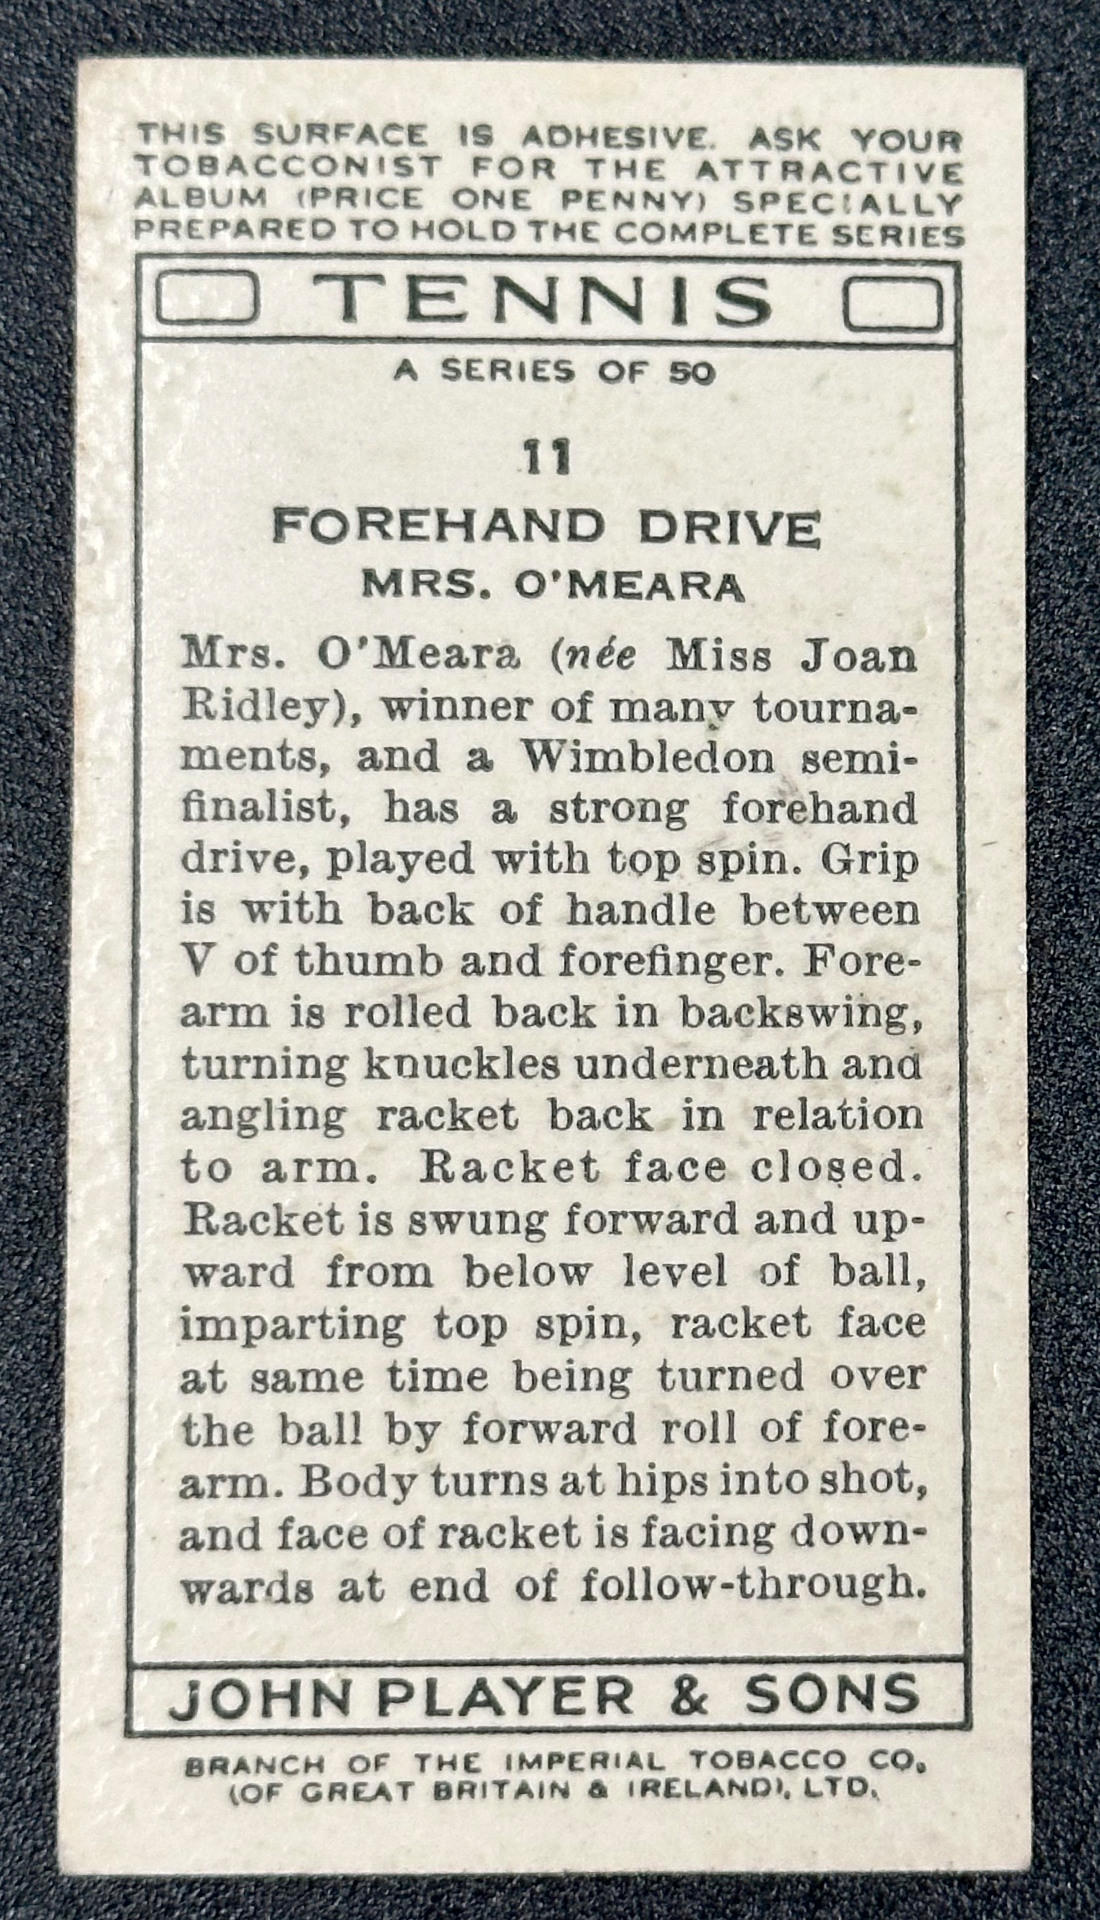 THIS SURFACE IS ADHESIVE. ASK YOUR
TOBACCONIST FOR THE ATTRACTIVE
ALBUM (PRICE ONE PENNY) SPECIALLY
PREPARED TO HOLD THE COMPLETE SERIES
TENNIS
A SERIES OF 50
11
FOREHAND DRIVE
MRS. O'MEARA
Mrs. O'Meara (née Miss Joan
Ridley), winner of many tourna-
ments, and a Wimbledon semi-
finalist, has a strong forehand
drive, played with top spin. Grip
is with back of handle between
V of thumb and forefinger. Fore-
arm is rolled back in backswing,
turning knuckles underneath and
angling racket back in relation
to arm. Racket face closed.
Racket is swung forward and up-
ward from below level of ball,
imparting top spin, racket face
at same time being turned over
the ball by forward roll of fore-
arm. Body turns at hips into shot,
and face of racket is facing down-
wards at end of follow-through.
JOHN PLAYER & SONS
BRANCH OF THE IMPERIAL TOBACCO CO.
(OF GREAT BRITAIN & IRELAND), LTD.